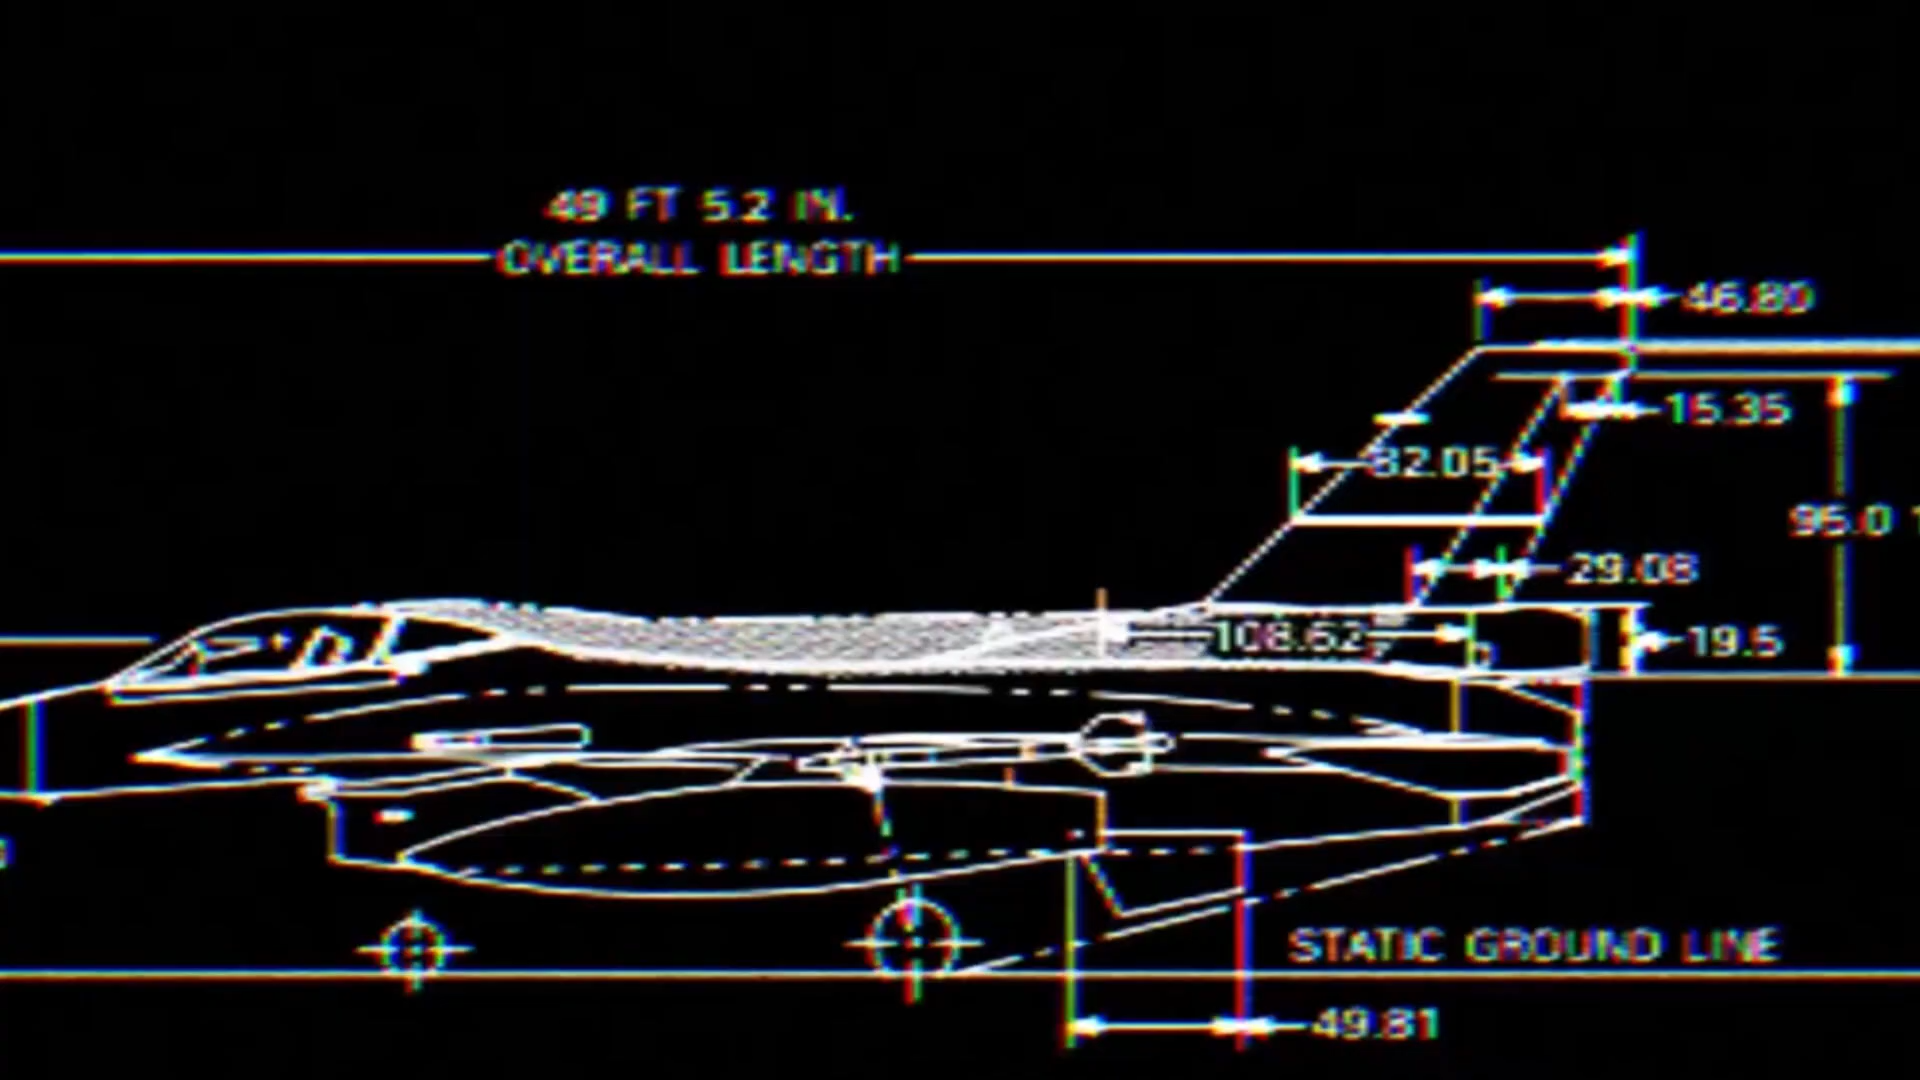 49 FT 5.2 IN.
OVERALL LENGTH
46.80
15.35
82.05
95.0
29.08
108.62
19.5
STATIC GROUND LINE
49.81